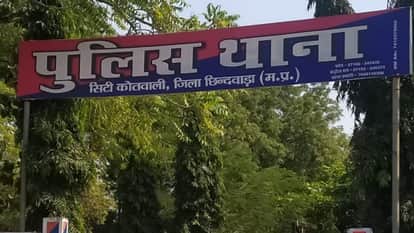 पुलिस थाना
सिटी कोतवाली, जिला छिन्दवाड़ा (म.प्र.)